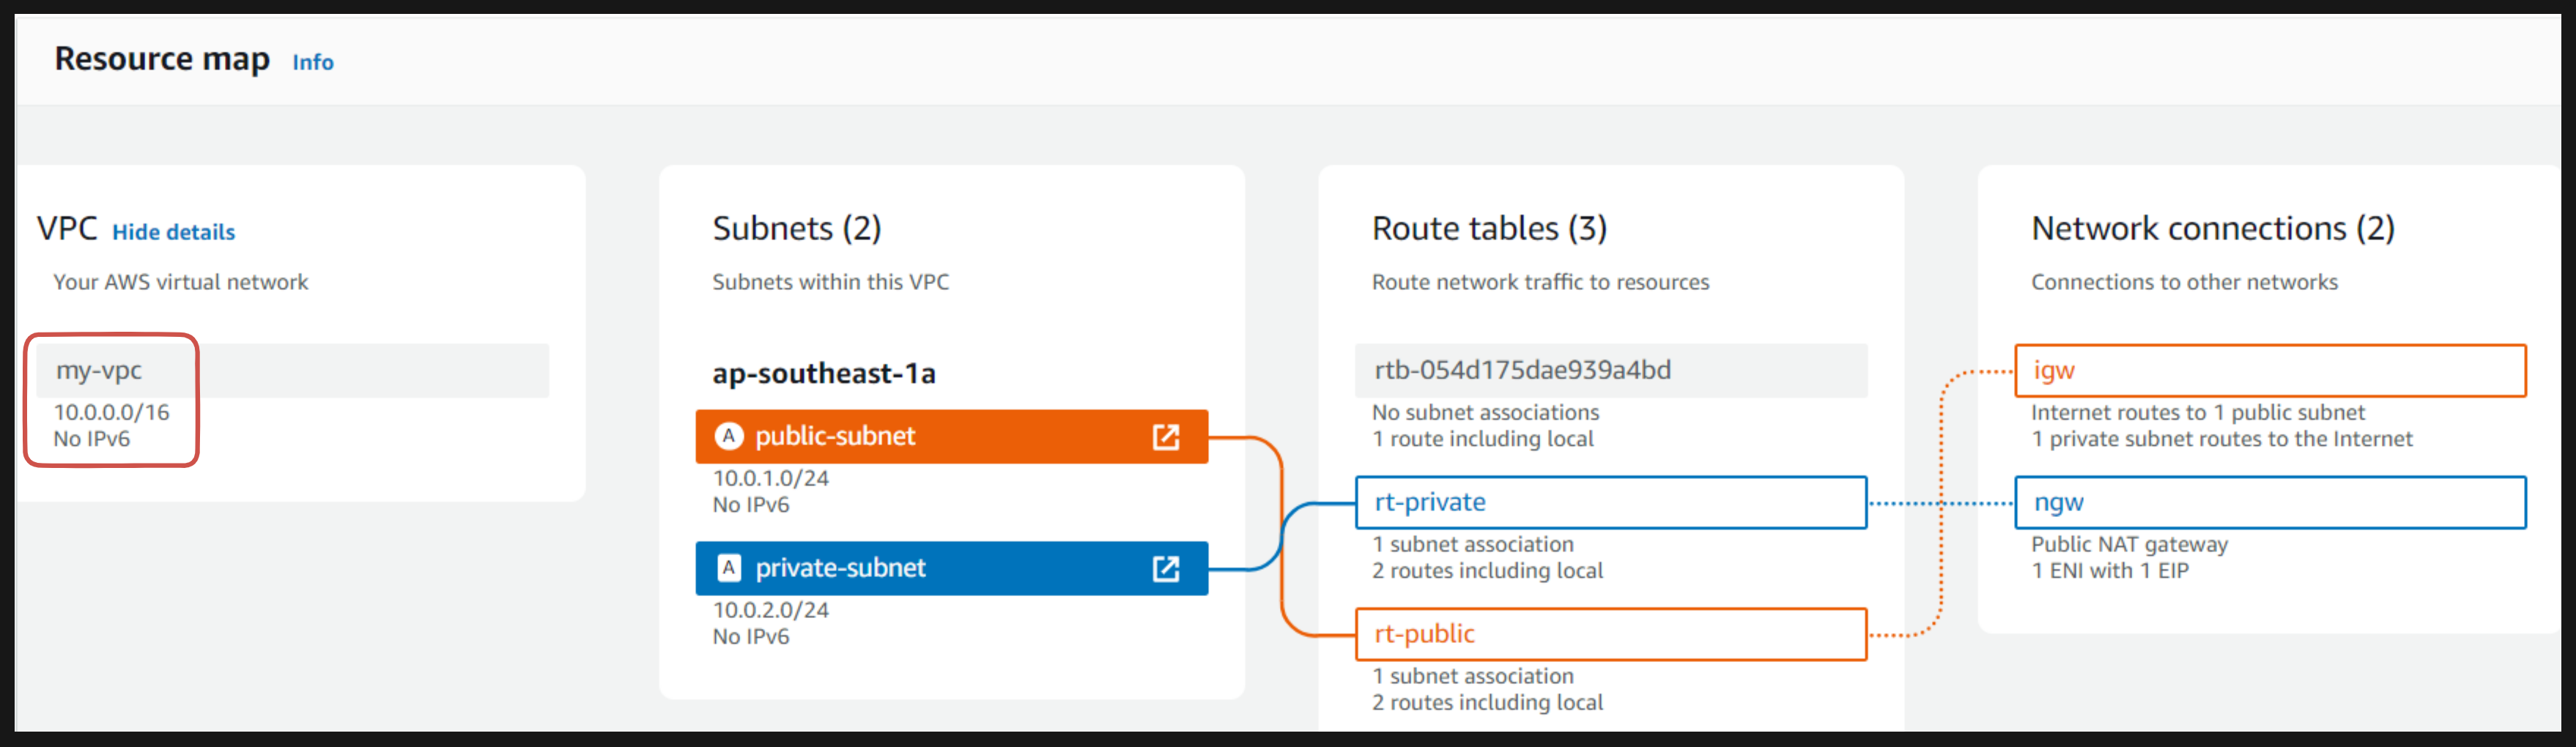 Resource map Info
VPC Hide details
Your AWS virtual network
my-vpc
10.0.0.0/16
No IPv6
Subnets (2)
Subnets within this VPC
ap-southeast-1a
A public-subnet
10.0.1.0/24
No IPv6
A private-subnet
10.0.2.0/24
No IPv6
Route tables (3)
Route network traffic to resources
rtb-054d175dae939a4bd
No subnet associations
1 route including local
rt-private
1 subnet association
2 routes including local
rt-public
1 subnet association
2 routes including local
Network connections (2)
Connections to other networks
igw
Internet routes to 1 public subnet
1 private subnet routes to the Internet
ngw
Public NAT gateway
1 ENI with 1 EIP